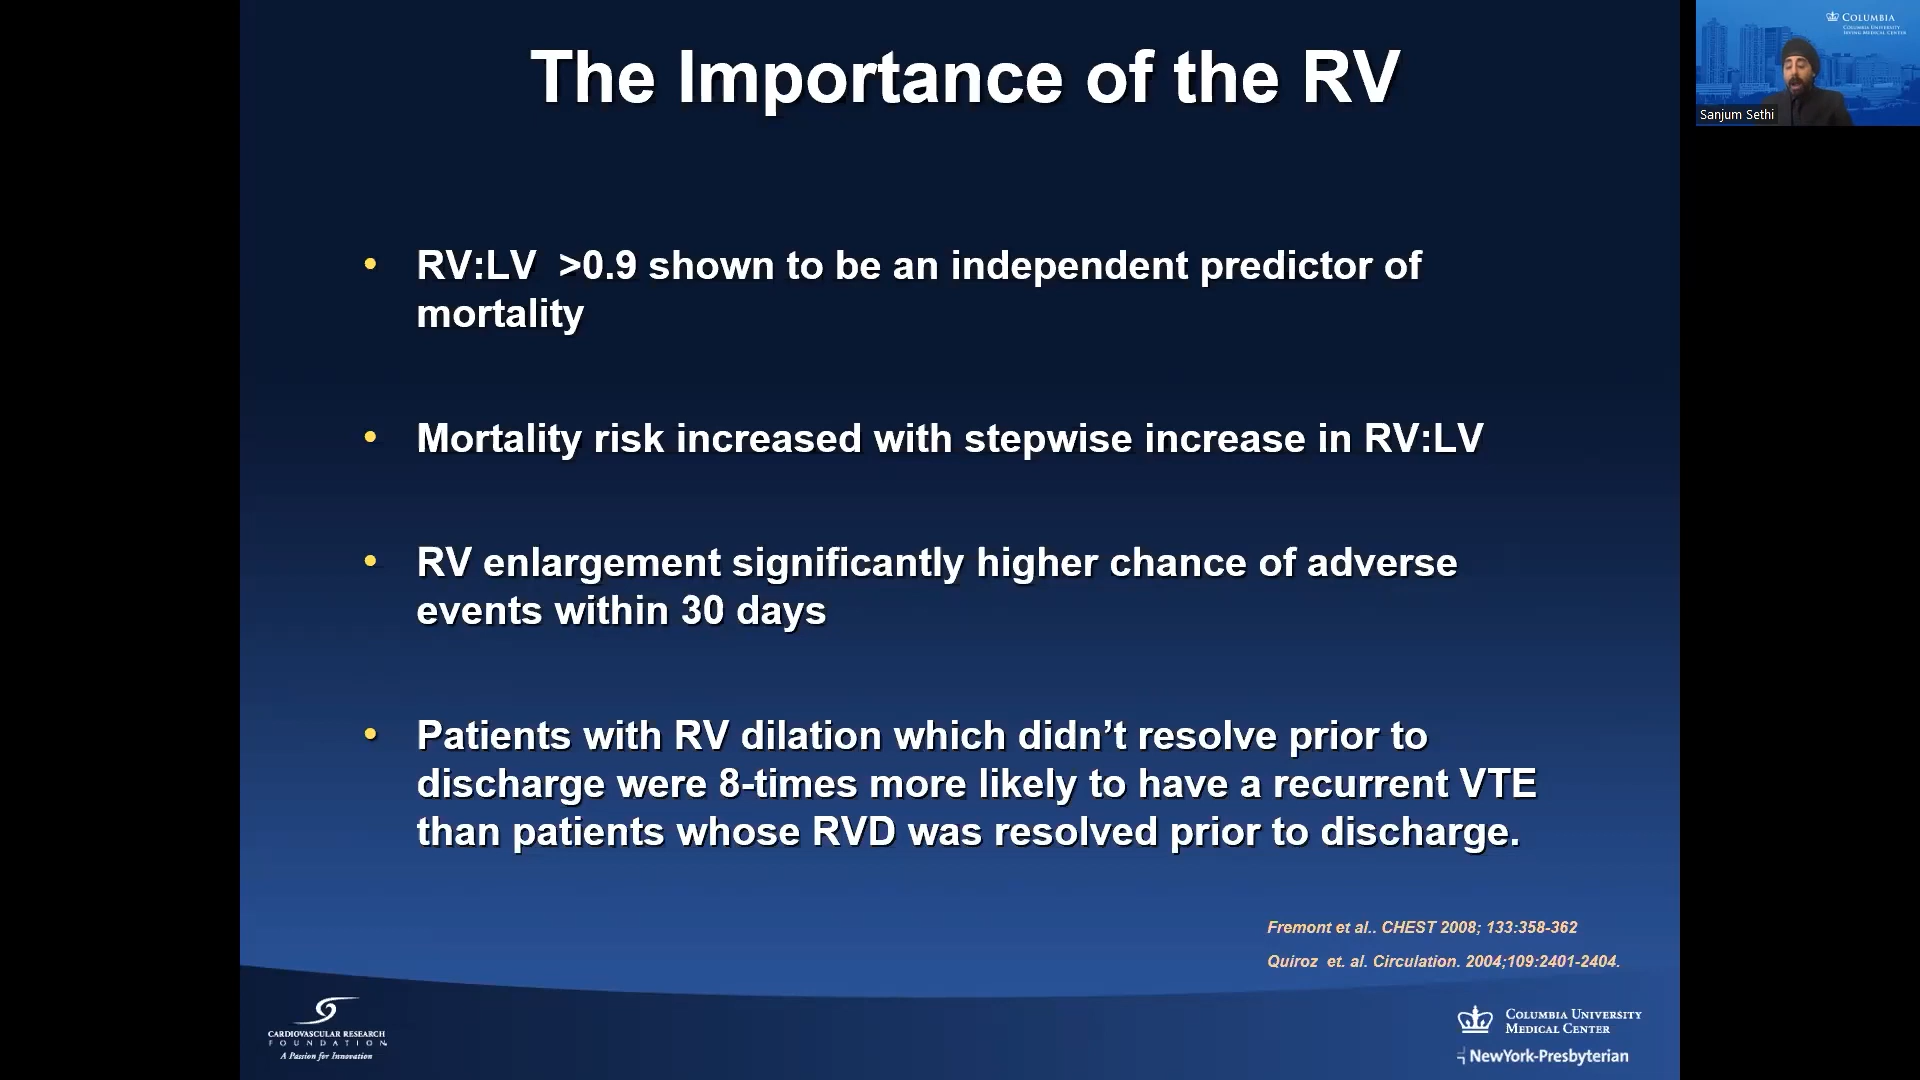 The Importance of the RV
COLUMBIA
COLUMBIA UNIVERSITY
IRVING MEDICAL CENTER
Sanjum Sethi
• RV:LV >0.9 shown to be an independent predictor of
mortality
• Mortality risk increased with stepwise increase in RV:LV
• RV enlargement significantly higher chance of adverse
events within 30 days
• Patients with RV dilation which didn’t resolve prior to
discharge were 8-times more likely to have a recurrent VTE
than patients whose RVD was resolved prior to discharge.
Fremont et al.. CHEST 2008; 133:358-362
Quiroz et. al. Circulation. 2004;109:2401-2404.
CARDIOVASCULAR RESEARCH
FOUNDATION
A Passion for Innovation
COLUMBIA UNIVERSITY
MEDICAL CENTER
NewYork-Presbyterian